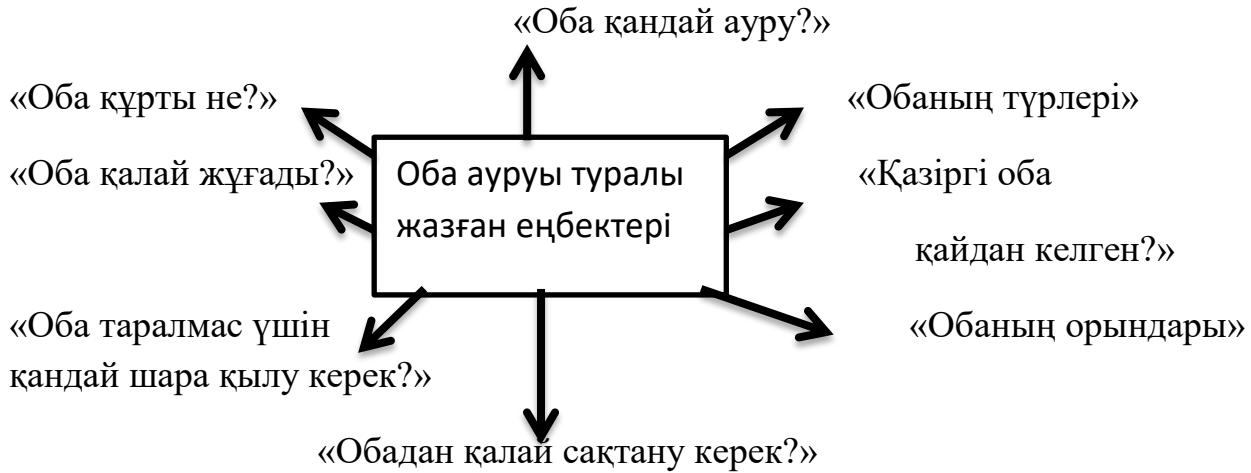 «Оба қандай ауру?»
«Оба құрты не?»
«Обаның түрлері»
«Оба қалай жұғады?»
Оба ауруы туралы
жазған еңбектері
«Қазіргі оба
қайдан келген?»
«Оба таралмас үшін
қандай шара қылу керек?»
«Обаның орындары»
«Обадан қалай сақтану керек?»